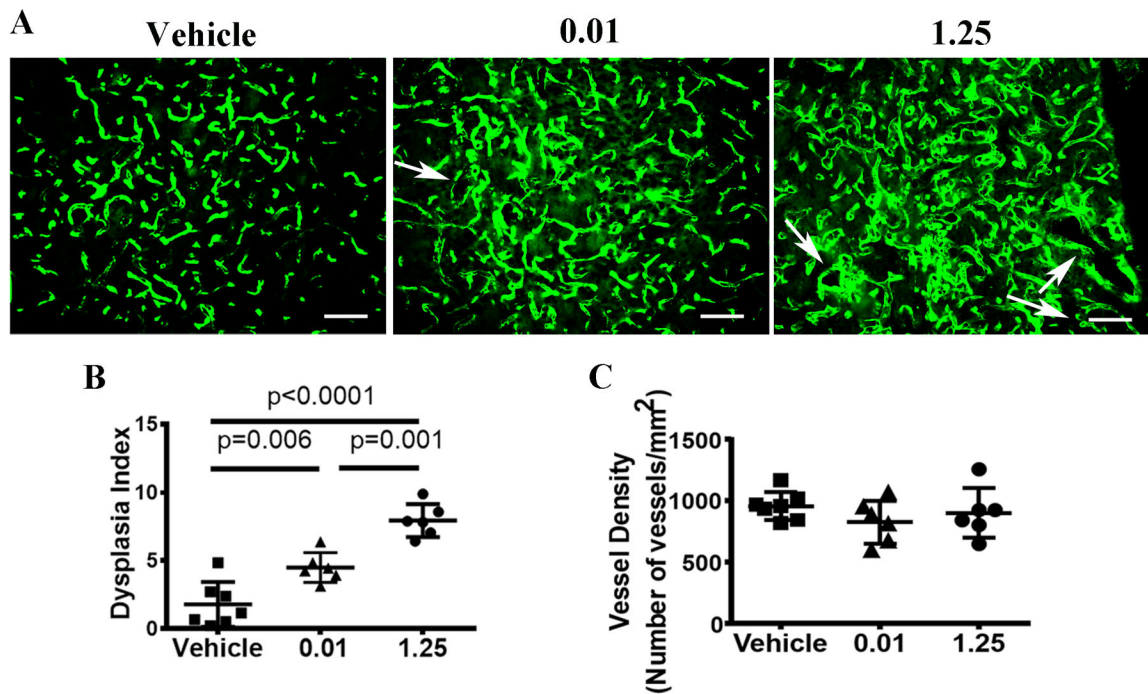 A
Vehicle
0.01
1.25
B
p<0.0001
p=0.006
p=0.001
Dysplasia Index
15
10
5
0
Vehicle
0.01
1.25
C
Vessel Density
(Number of vessels/mm²)
1500
1000
500
0
Vehicle
0.01
1.25